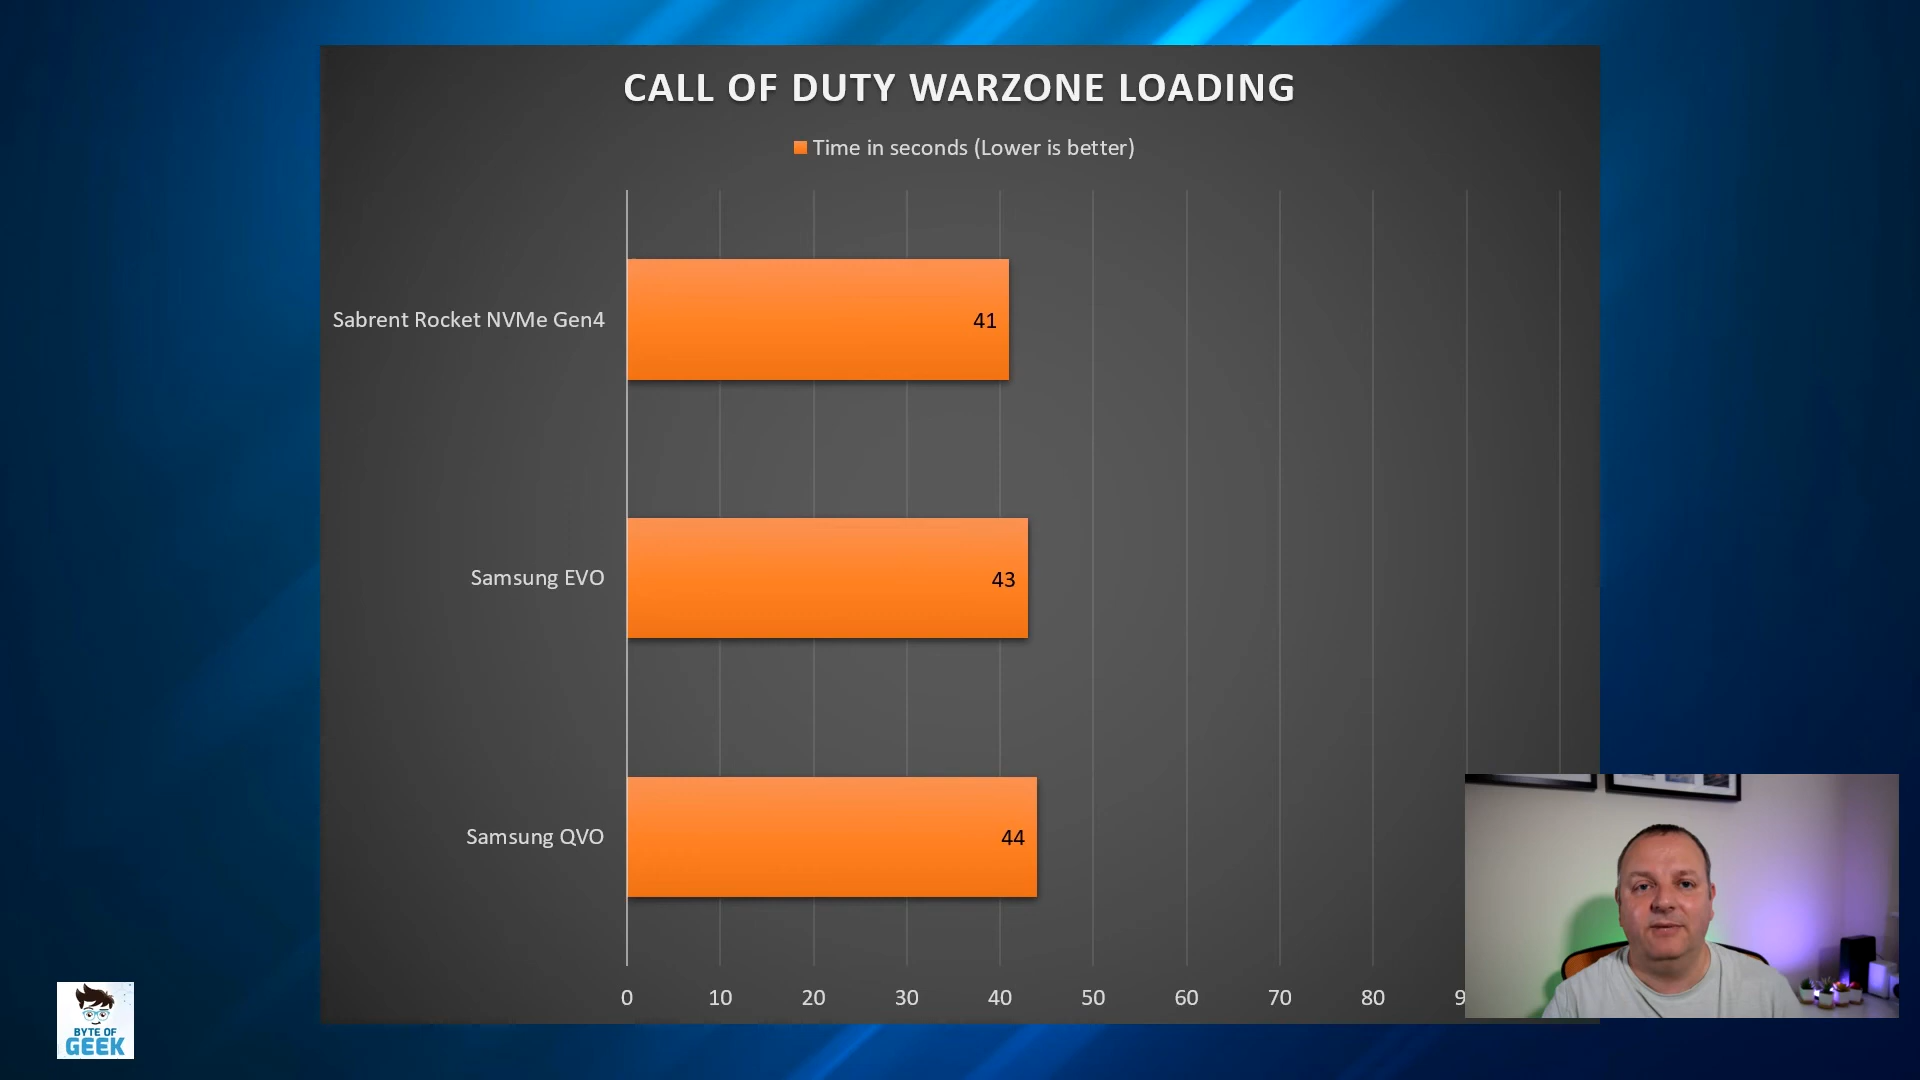 CALL OF DUTY WARZONE LOADING
Time in seconds (Lower is better)
Sabrent Rocket NVMe Gen4
41
Samsung EVO
43
Samsung QVO
44
0 10 20 30 40 50 60 70 80 9
BYTE OF
GEEK